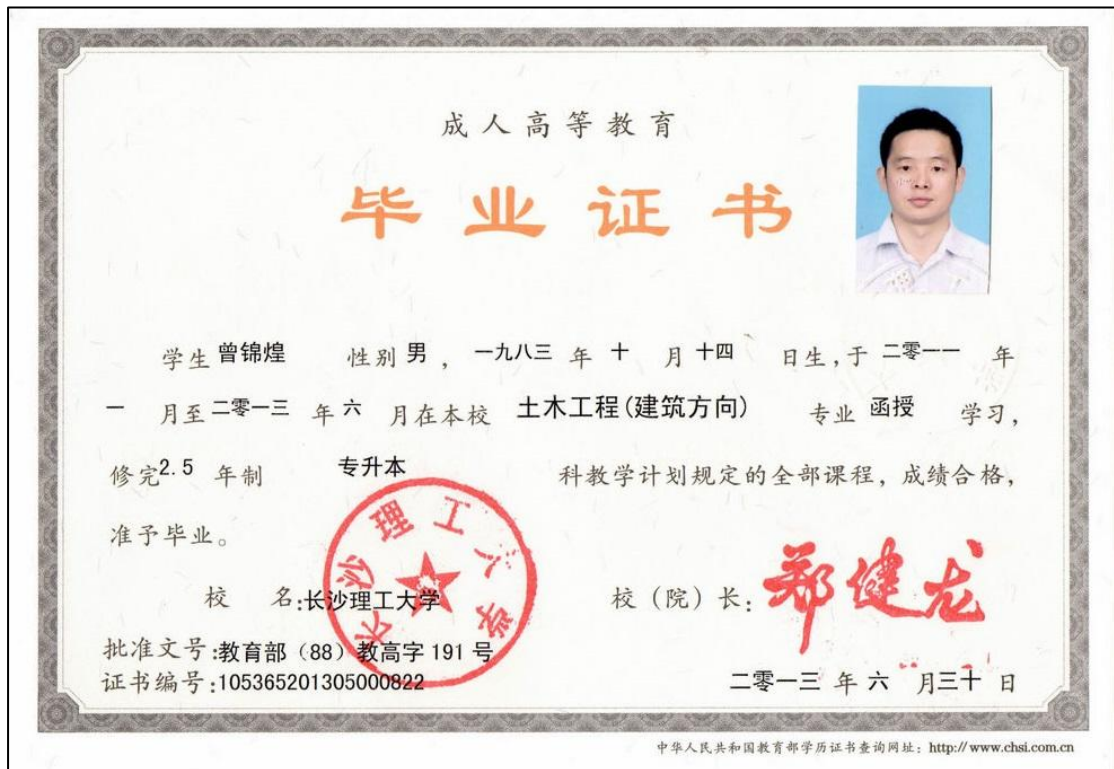 成人高等教育
毕业证书
学生 曾锦煌 性别 男 , 一九八三 年 十 月 十四 日生,于 二零一一 年
一 月至 二零一三 年 六 月在本校 土木工程(建筑方向) 专业 函授 学习,
修完2.5 年制 专升本 科教学计划规定的全部课程, 成绩合格,
准予毕业。
校 名:长沙理工大学 校(院)长: 郑健龙
长沙理工大学
批准文号:教育部(88)教高字191号
证书编号:105365201305000822 二零一三 年 六 月三十 日
中华人民共和国教育部学历证书查询网址: http://www.chsi.com.cn